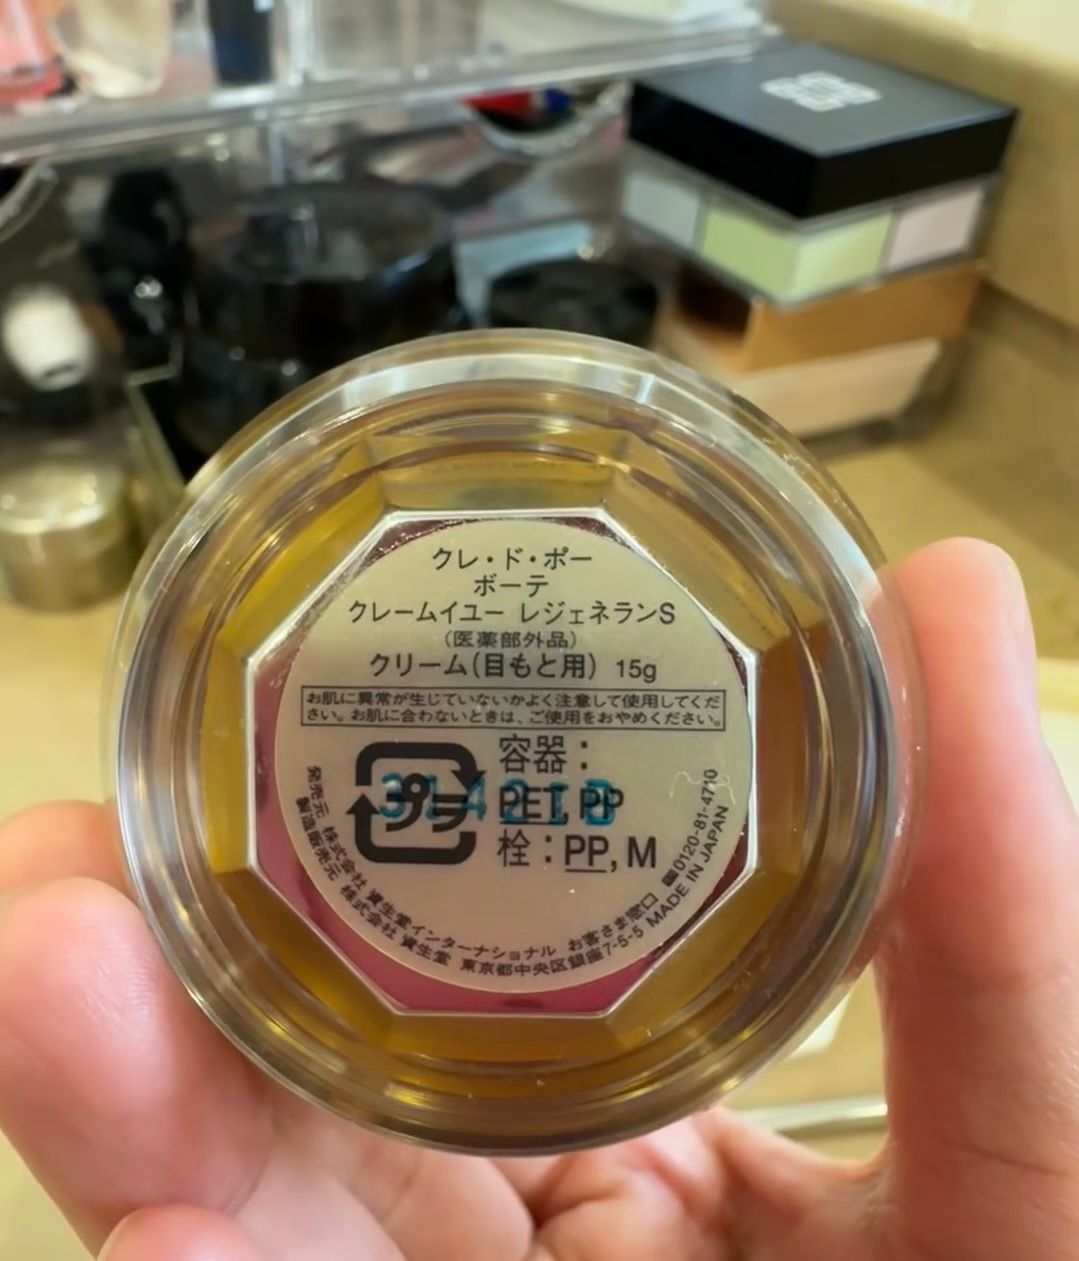 クレ・ド・ポー
ボーテ
クレームイユー レジェネランS
(医薬部外品)
クリーム(目もと用) 15g
お肌に異常が生じていないかよく注意して使用してくだ
さい。お肌に合わないときは、ご使用をおやめください。
プラ
容器:
PET, PP
栓:PP, M
発売元 株式会社 資生堂インターナショナル お客さま窓口 0120-81-4710
製造販売元 株式会社 資生堂 東京都中央区銀座7-5-5 MADE IN JAPAN